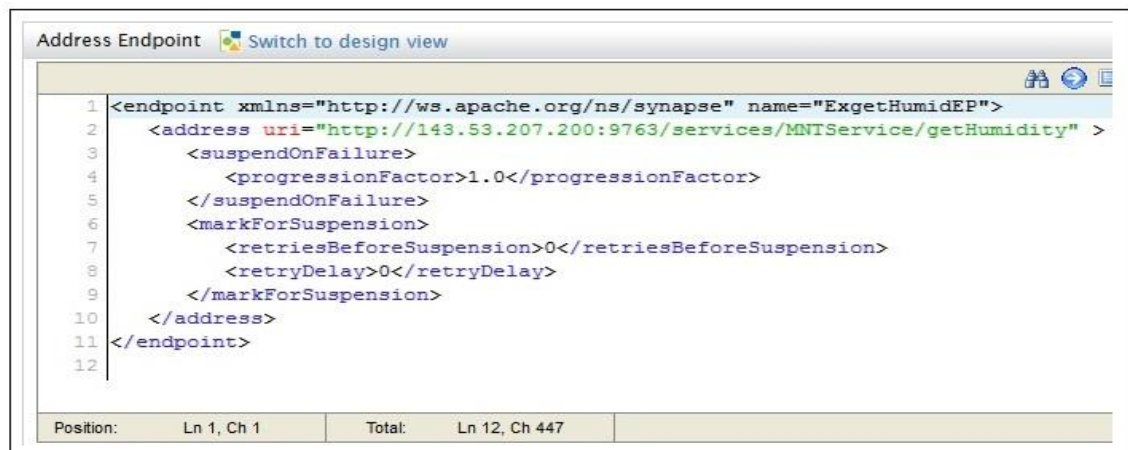 Address Endpoint Switch to design view
1 <endpoint xmlns="http://ws.apache.org/ns/synapse" name="ExgetHumidEP">
2 <address uri="http://143.53.207.200:9763/services/MNTService/getHumidity" >
3 <suspendOnFailure>
4 <progressionFactor>1.0</progressionFactor>
5 </suspendOnFailure>
6 <markForSuspension>
7 <retriesBeforeSuspension>0</retriesBeforeSuspension>
8 <retryDelay>0</retryDelay>
9 </markForSuspension>
10 </address>
11 </endpoint>
12
Position: Ln 1, Ch 1 Total: Ln 12, Ch 447